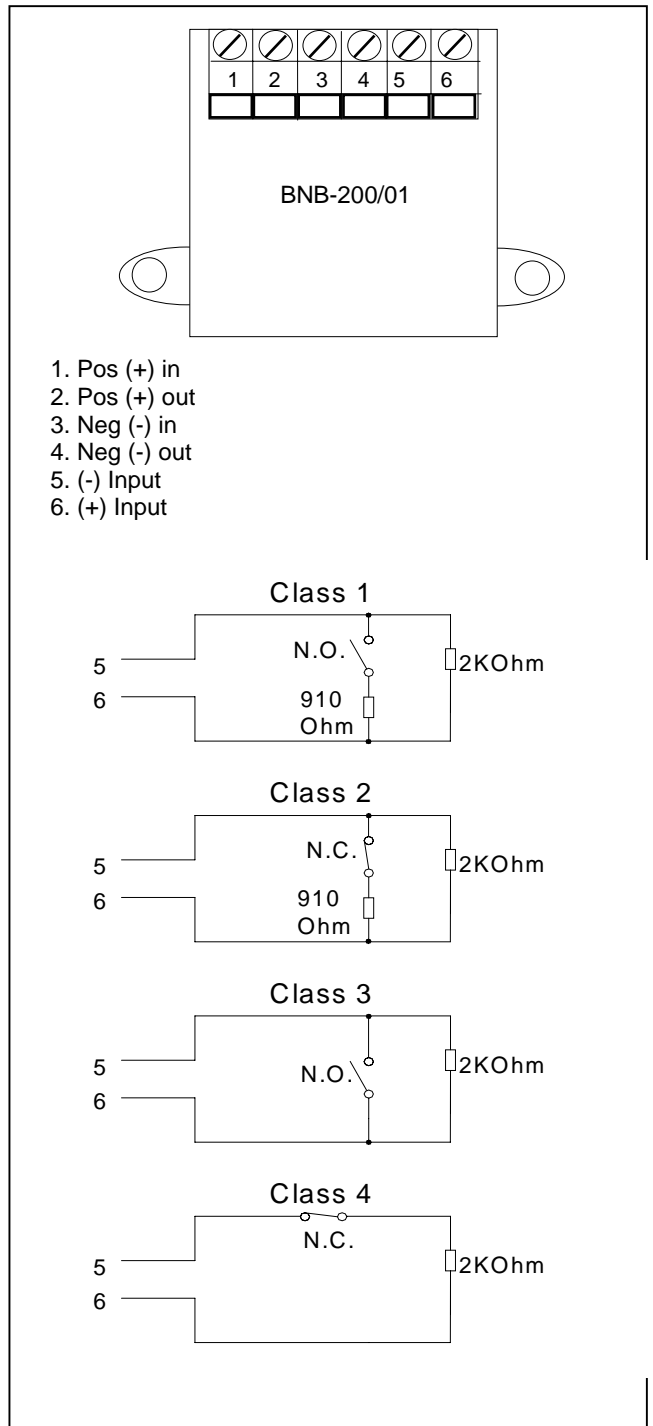 1 2 3 4 5 6
BNB-200/01
1. Pos (+) in
2. Pos (+) out
3. Neg (-) in
4. Neg (-) out
5. (-) Input
6. (+) Input
Class 1
N.O.
5
2KOhm
6
910
Ohm
Class 2
N.C.
5
2KOhm
6
910
Ohm
Class 3
5
2KOhm
N.O.
6
Class 4
N.C.
5
2KOhm
6